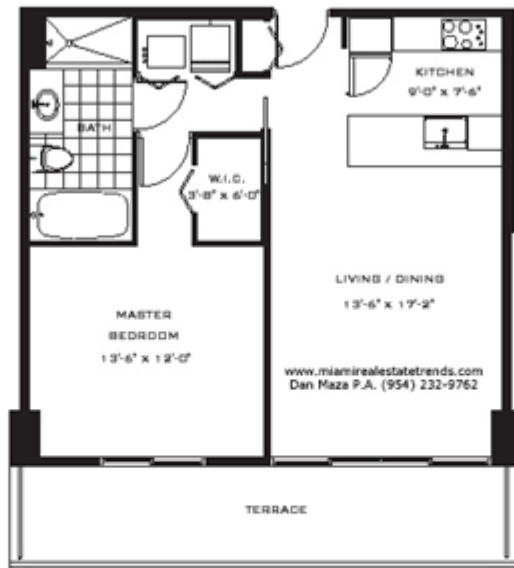 KITCHEN
9'-0" x 7'-6"
BATH
W.I.C.
3'-8" x 6'-0"
LIVING / DINING
13'-6" x 17'-2"
MASTER
BEDROOM
13'-6" x 12'-0"
www.miamirealestatetrends.com
Dan Maza P.A. (954) 232-9762
TERRACE